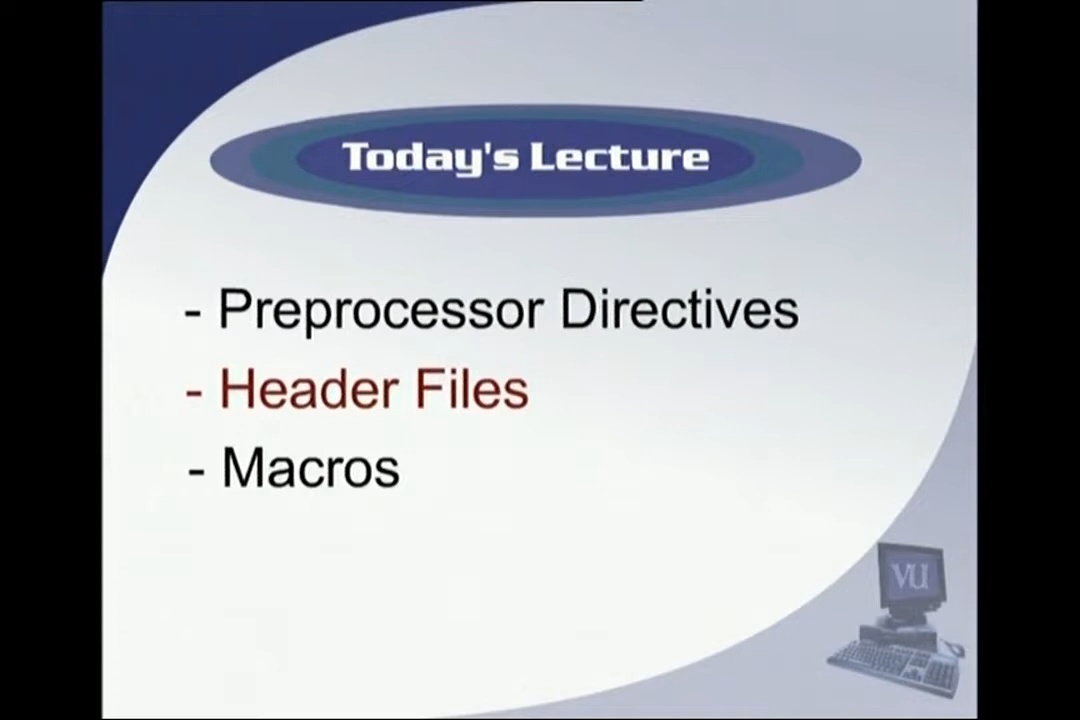 Today's Lecture
- Preprocessor Directives
- Header Files
- Macros
VU